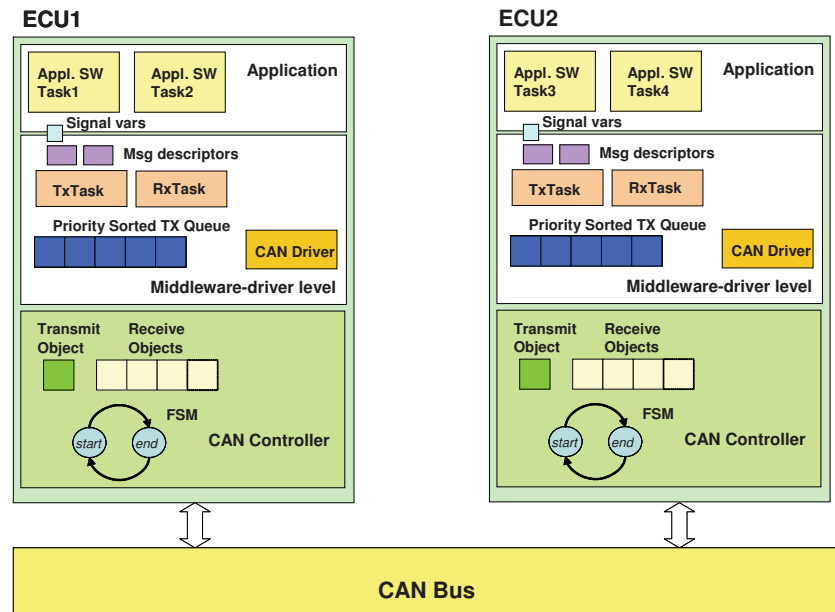 ECU1
Appl. SW
Task1
Appl. SW
Task2
Application
Signal vars
Msg descriptors
TxTask
RxTask
Priority Sorted TX Queue
CAN Driver
Middleware-driver level
Transmit
Object
Receive
Objects
FSM
start
end
CAN Controller
ECU2
Appl. SW
Task3
Appl. SW
Task4
Application
Signal vars
Msg descriptors
TxTask
RxTask
Priority Sorted TX Queue
CAN Driver
Middleware-driver level
Transmit
Object
Receive
Objects
FSM
start
end
CAN Controller
CAN Bus